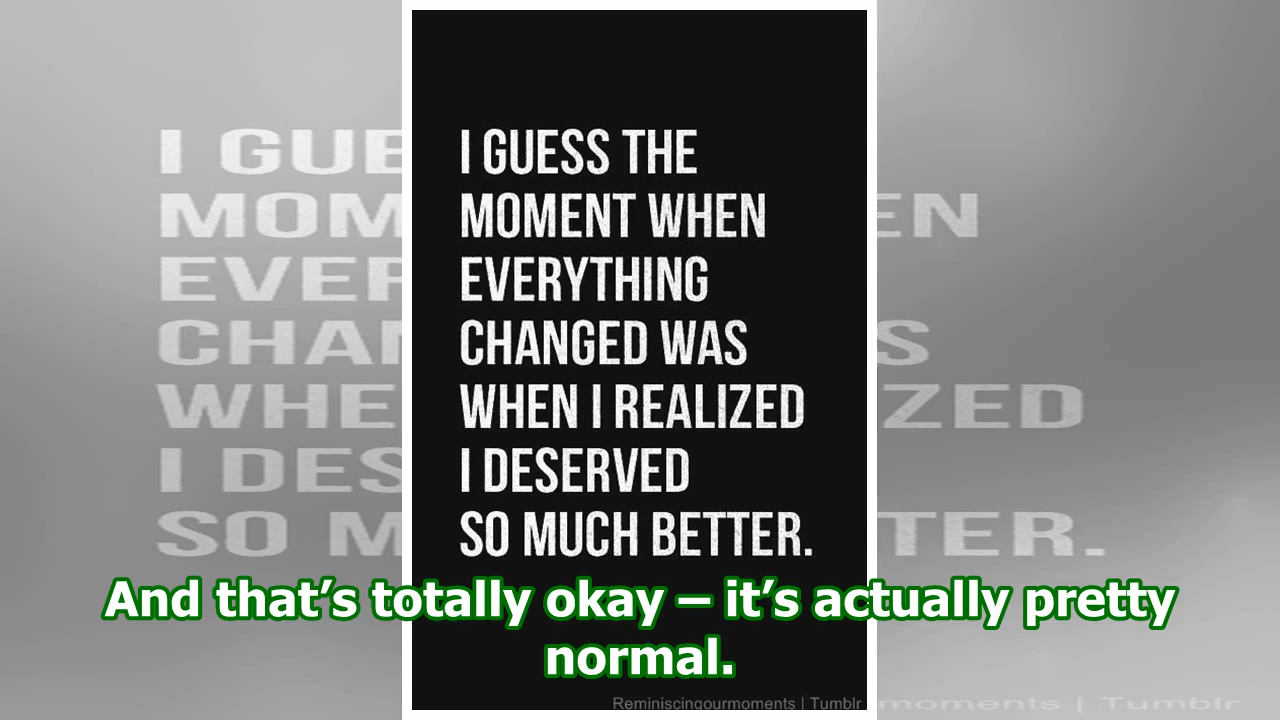 I GUESS THE
MOMENT WHEN
EVERYTHING
CHANGED WAS
WHEN I REALIZED
I DESERVED
SO MUCH BETTER.
And that’s totally okay – it’s actually pretty
normal.
Reminiscingourmoments | Tumblr